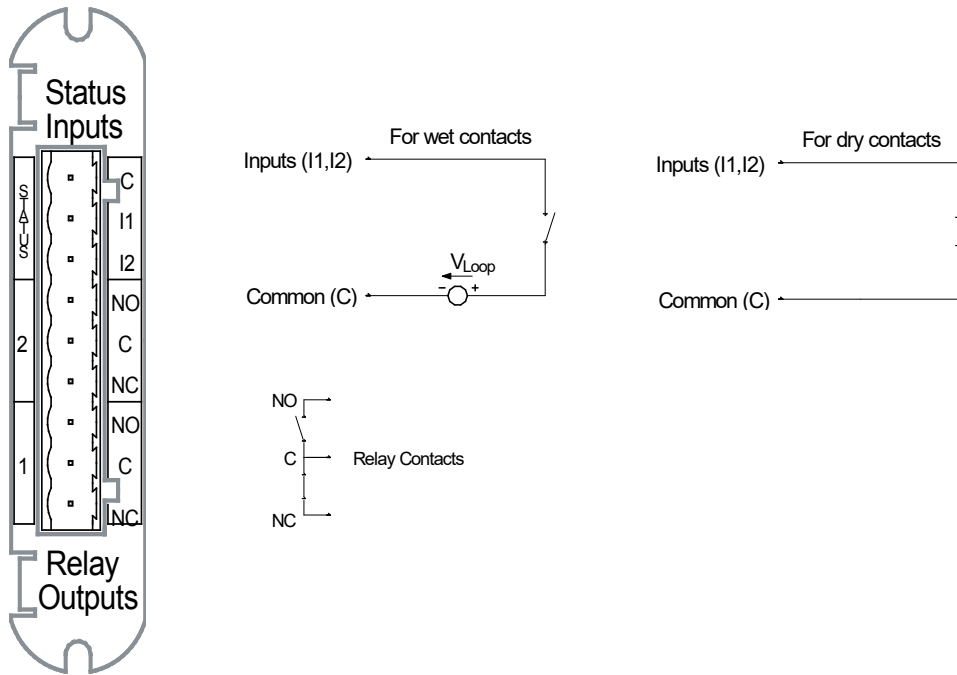 Status
Inputs
STATUS
C
I1
I2
2
NO
C
NC
1
NO
C
NC
Relay
Outputs
For wet contacts
Inputs (I1,I2)
VLoop
- +
Common (C)
For dry contacts
Inputs (I1,I2)
Common (C)
NO
C
Relay Contacts
NC